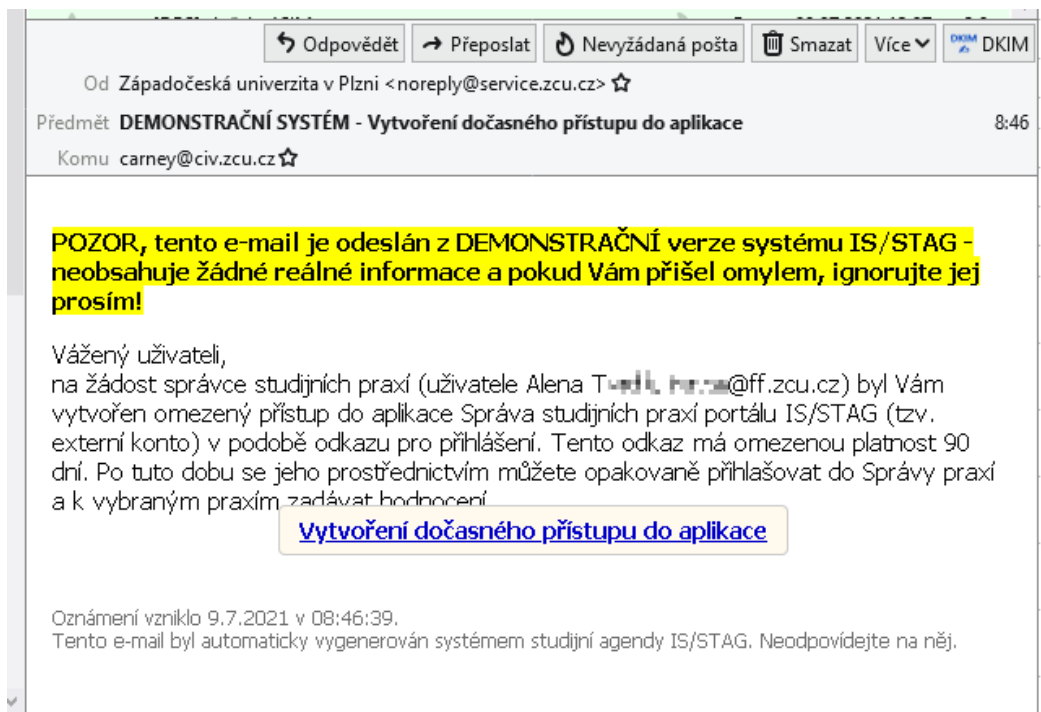 Odpovědět Přeposlat Nevyžádaná pošta Smazat Více DKIM DKIM
Od Západočeská univerzita v Plzni <noreply@service.zcu.cz>
Předmět DEMONSTRAČNÍ SYSTÉM - Vytvoření dočasného přístupu do aplikace 8:46
Komu carney@civ.zcu.cz
POZOR, tento e-mail je odeslán z DEMONSTRAČNÍ verze systému IS/STAG -
neobsahuje žádné reálné informace a pokud Vám přišel omylem, ignorujte jej
prosím!
Vážený uživateli,
na žádost správce studijních praxí (uživatele Alena @ff.zcu.cz) byl Vám
vytvořen omezený přístup do aplikace Správa studijních praxí portálu IS/STAG (tzv.
externí konto) v podobě odkazu pro přihlášení. Tento odkaz má omezenou platnost 90
dní. Po tuto dobu se jeho prostřednictvím můžete opakovaně přihlašovat do Správy praxí
a k vybraným praxím zadávat hodnocení
Vytvoření dočasného přístupu do aplikace
Oznámení vzniklo 9.7.2021 v 08:46:39.
Tento e-mail byl automaticky vygenerován systémem studijní agendy IS/STAG. Neodpovídejte na něj.